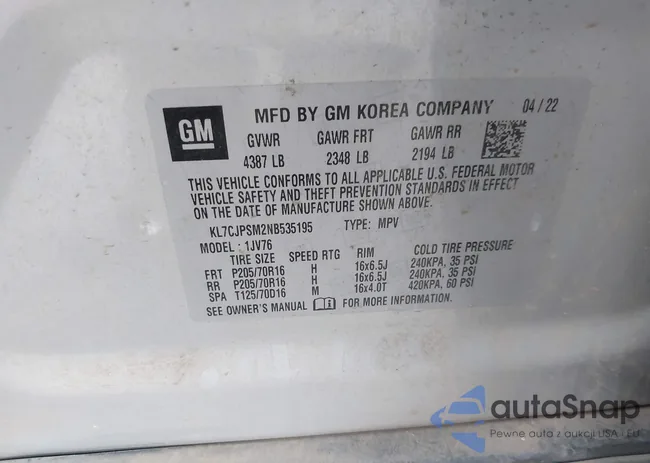 GM
MFD BY GM KOREA COMPANY 04 / 22
GVWR GAWR FRT GAWR RR
4387 LB 2348 LB 2194 LB
THIS VEHICLE CONFORMS TO ALL APPLICABLE U.S. FEDERAL MOTOR
VEHICLE SAFETY AND THEFT PREVENTION STANDARDS IN EFFECT
ON THE DATE OF MANUFACTURE SHOWN ABOVE.
KL7CJPSM2NB535195 TYPE: MPV
MODEL: 1JV76
TIRE SIZE SPEED RTG RIM COLD TIRE PRESSURE
FRT P205/70R16 H 16x6.5J 240KPA, 35 PSI
RR P205/70R16 H 16x6.5J 240KPA, 35 PSI
SPA T125/70D16 M 16x4.0T 420KPA, 60 PSI
SEE OWNER'S MANUAL FOR MORE INFORMATION.
autaSnap
Pewne auta z aukcji USA i EU